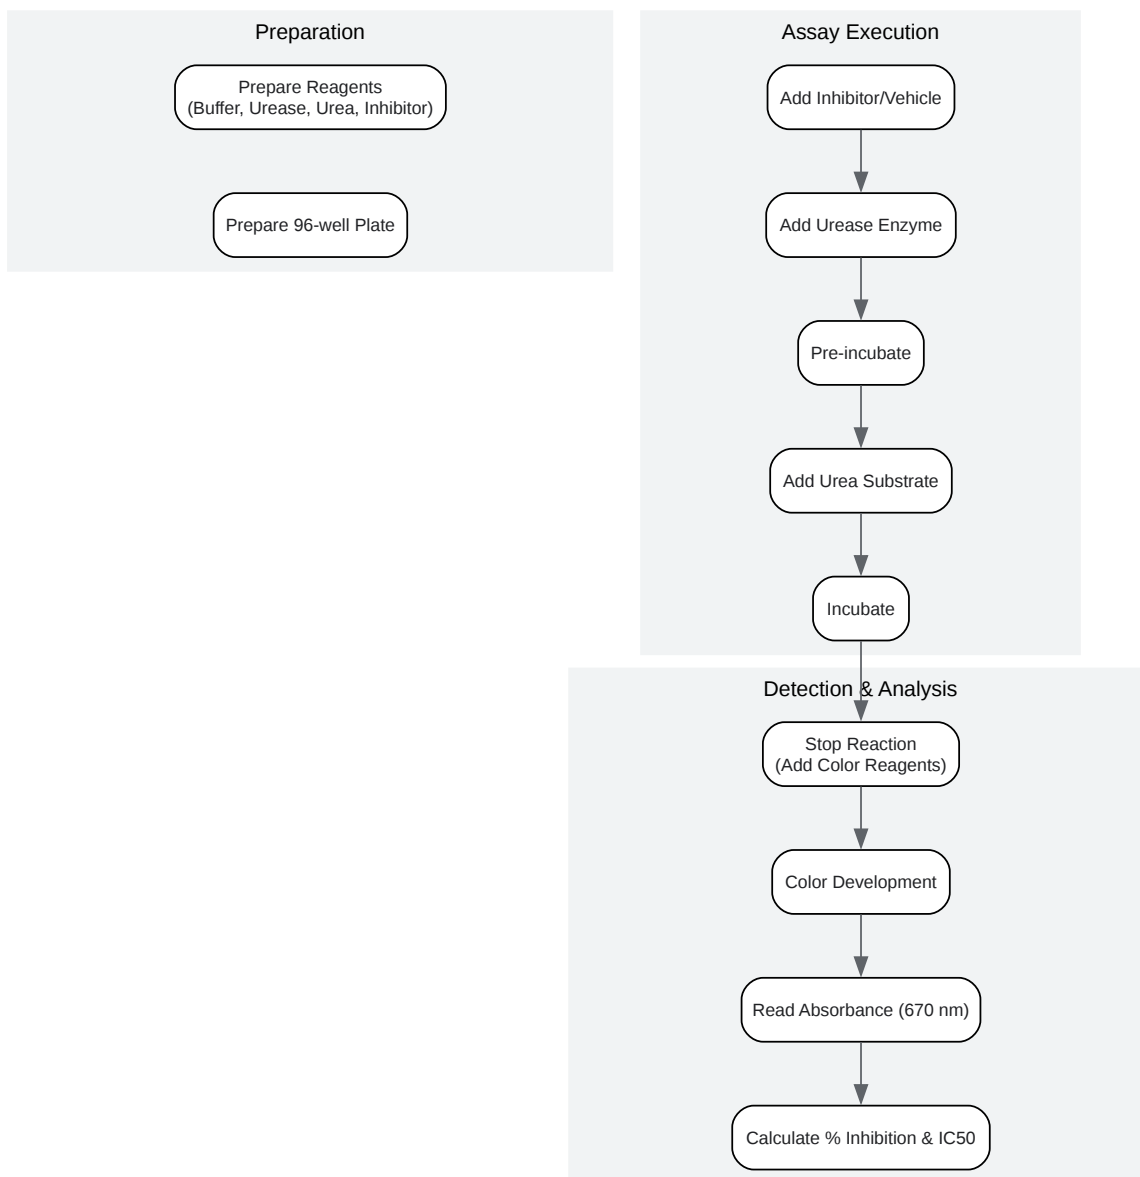 Preparation
Prepare Reagents
(Buffer, Urease, Urea, Inhibitor)
Prepare 96-well Plate
Assay Execution
Add Inhibitor/Vehicle
Add Urease Enzyme
Pre-incubate
Add Urea Substrate
Incubate
Detection & Analysis
Stop Reaction
(Add Color Reagents)
Color Development
Read Absorbance (670 nm)
Calculate % Inhibition & IC50